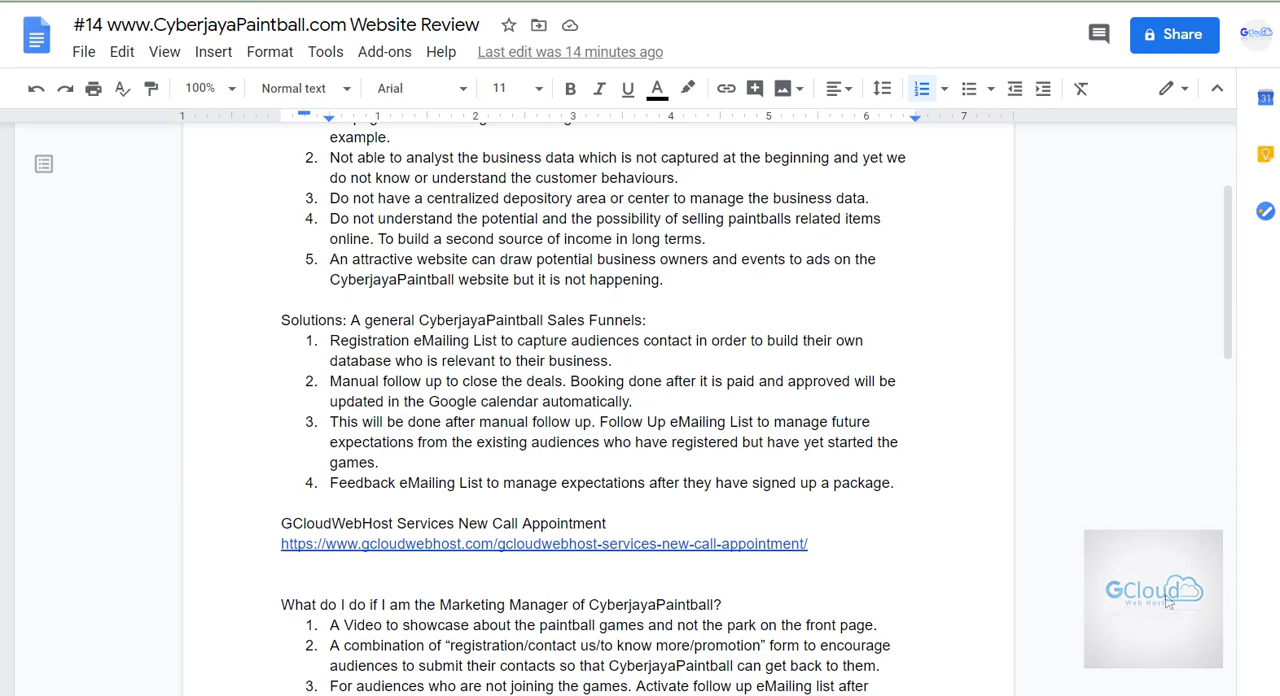 #14 www.CyberjayaPaintball.com Website Review
File Edit View Insert Format Tools Add-ons Help Last edit was 14 minutes ago
Share
GCloud
100% Normal text Arial 11 B I U A
31
1 1 2 3 4 5 6 7
example.
2. Not able to analyst the business data which is not captured at the beginning and yet we
do not know or understand the customer behaviours.
3. Do not have a centralized depository area or center to manage the business data.
4. Do not understand the potential and the possibility of selling paintballs related items
online. To build a second source of income in long terms.
5. An attractive website can draw potential business owners and events to ads on the
CyberjayaPaintball website but it is not happening.
Solutions: A general CyberjayaPaintball Sales Funnels:
1. Registration eMailing List to capture audiences contact in order to build their own
database who is relevant to their business.
2. Manual follow up to close the deals. Booking done after it is paid and approved will be
updated in the Google calendar automatically.
3. This will be done after manual follow up. Follow Up eMailing List to manage future
expectations from the existing audiences who have registered but have yet started the
games.
4. Feedback eMailing List to manage expectations after they have signed up a package.
GCloudWebHost Services New Call Appointment
https://www.gcloudwebhost.com/gcloudwebhost-services-new-call-appointment/
GCloud
Web Host
What do I do if I am the Marketing Manager of CyberjayaPaintball?
1. A Video to showcase about the paintball games and not the park on the front page.
2. A combination of “registration/contact us/to know more/promotion” form to encourage
audiences to submit their contacts so that CyberjayaPaintball can get back to them.
3. For audiences who are not joining the games. Activate follow up eMailing list after